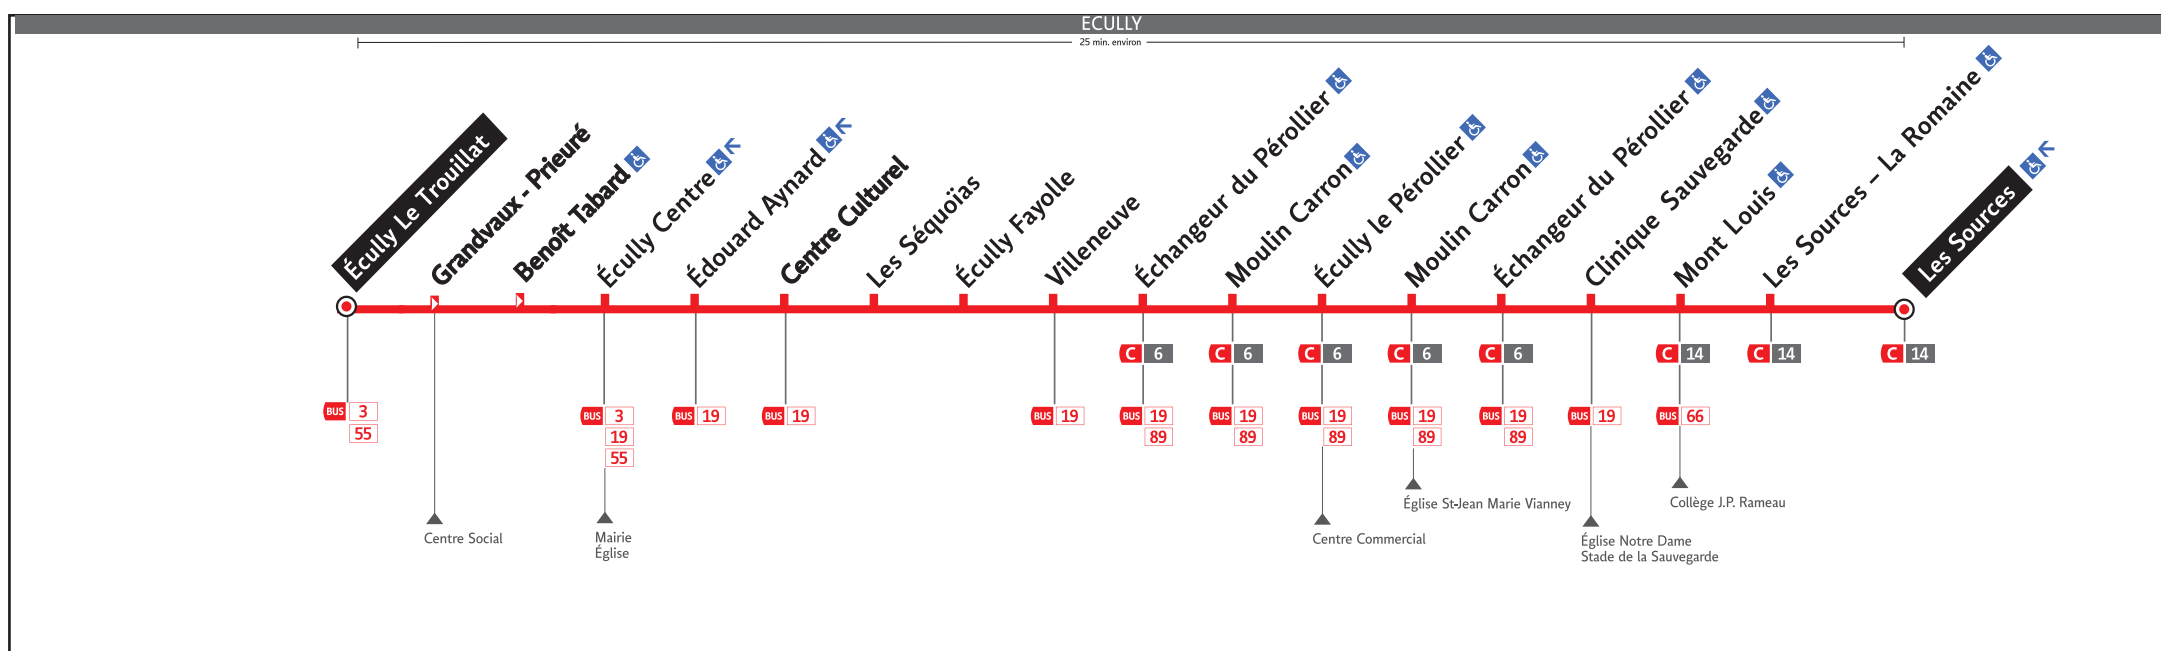 ECULLY
25 min. environ
Écully Le Trouillat
Grandvaux - Prieuré
Benoît Tabard
Écully Centre
Édouard Aynard
Centre Culturel
Les Séquoïas
Écully Fayolle
Villeneuve
Échangeur du Pérollier
Moulin Carron
Écully le Pérollier
Moulin Carron
Échangeur du Pérollier
Clinique Sauvegarde
Mont Louis
Les Sources – La Romaine
Les Sources
C 6
C 6
C 6
C 6
C 6
C 14
C 14
C 14
BUS 3
55
BUS 3
19
55
BUS 19
BUS 19
BUS 19
BUS 19
89
BUS 19
89
BUS 19
89
BUS 19
89
BUS 19
89
BUS 19
BUS 66
Centre Social
Mairie
Église
Centre Commercial
Église St-Jean Marie Vianney
Église Notre Dame
Stade de la Sauvegarde
Collège J.P. Rameau